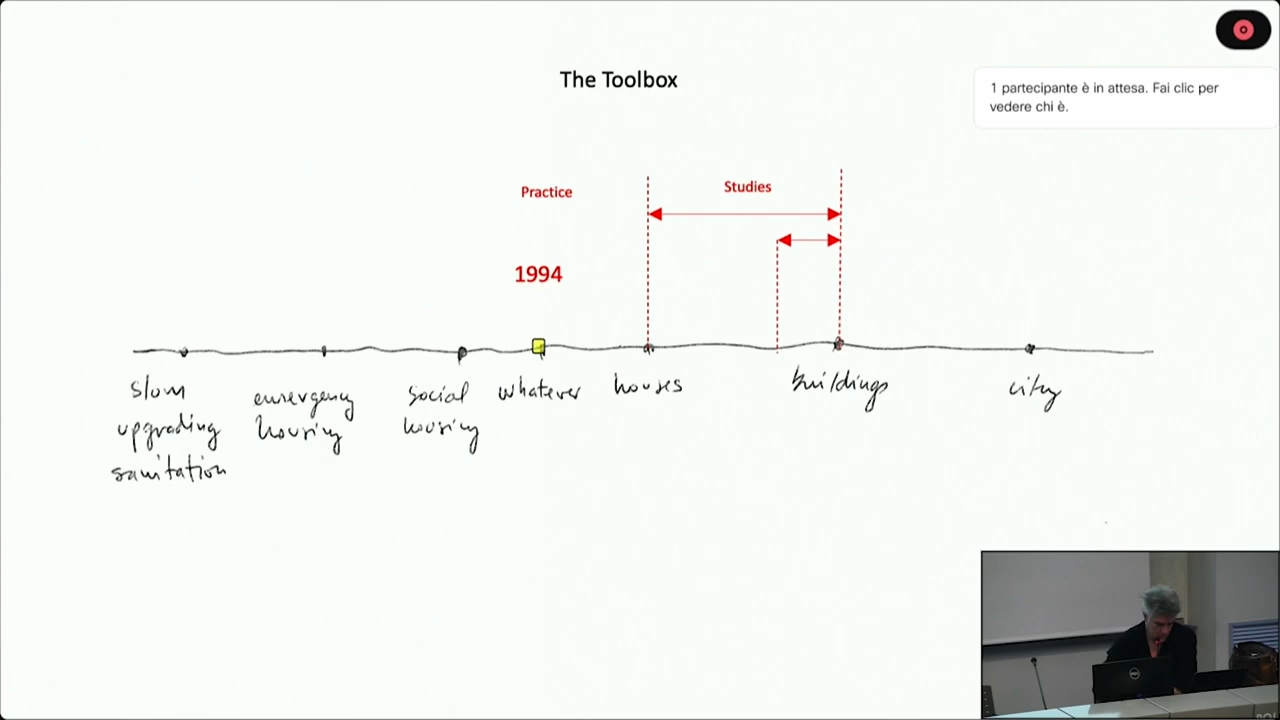 The Toolbox
1 partecipante è in attesa. Fai clic per
vedere chi è.
Practice
Studies
1994
slum
upgrading
sanitation
emergency
housing
social
housing
whatever
houses
buildings
city
DELL